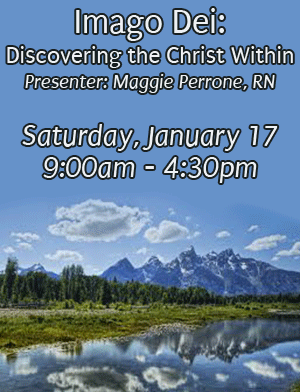 Imago Dei:
Discovering the Christ Within
Presenter: Maggie Perrone, RN
Saturday, January 17
9:00am - 4:30pm